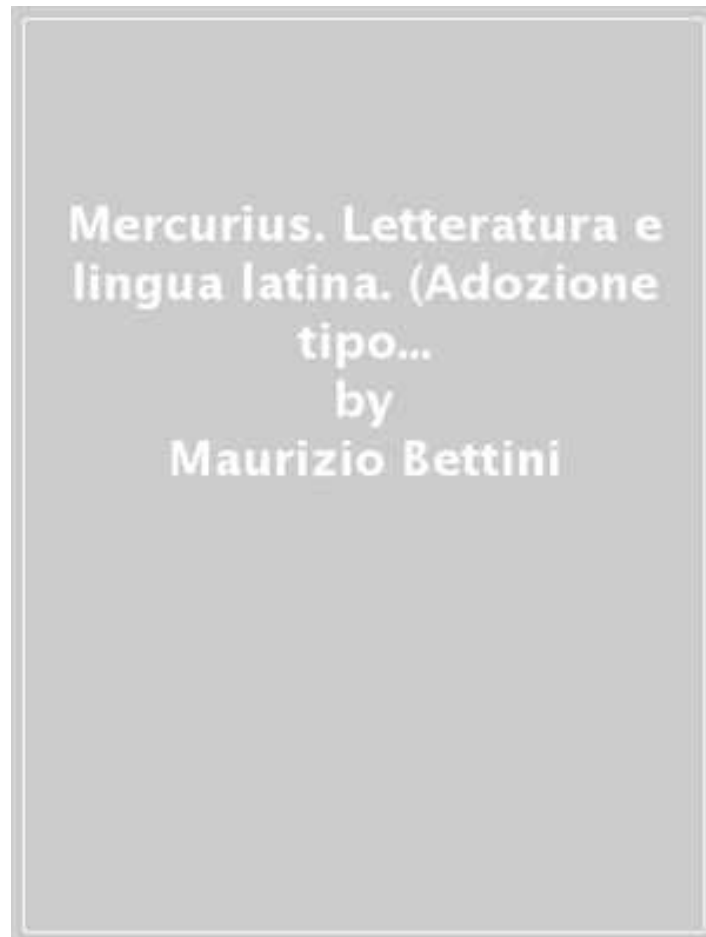 Mercurius. Letteratura e
lingua latina. (Adozione
tipo...
by
Maurizio Bettini